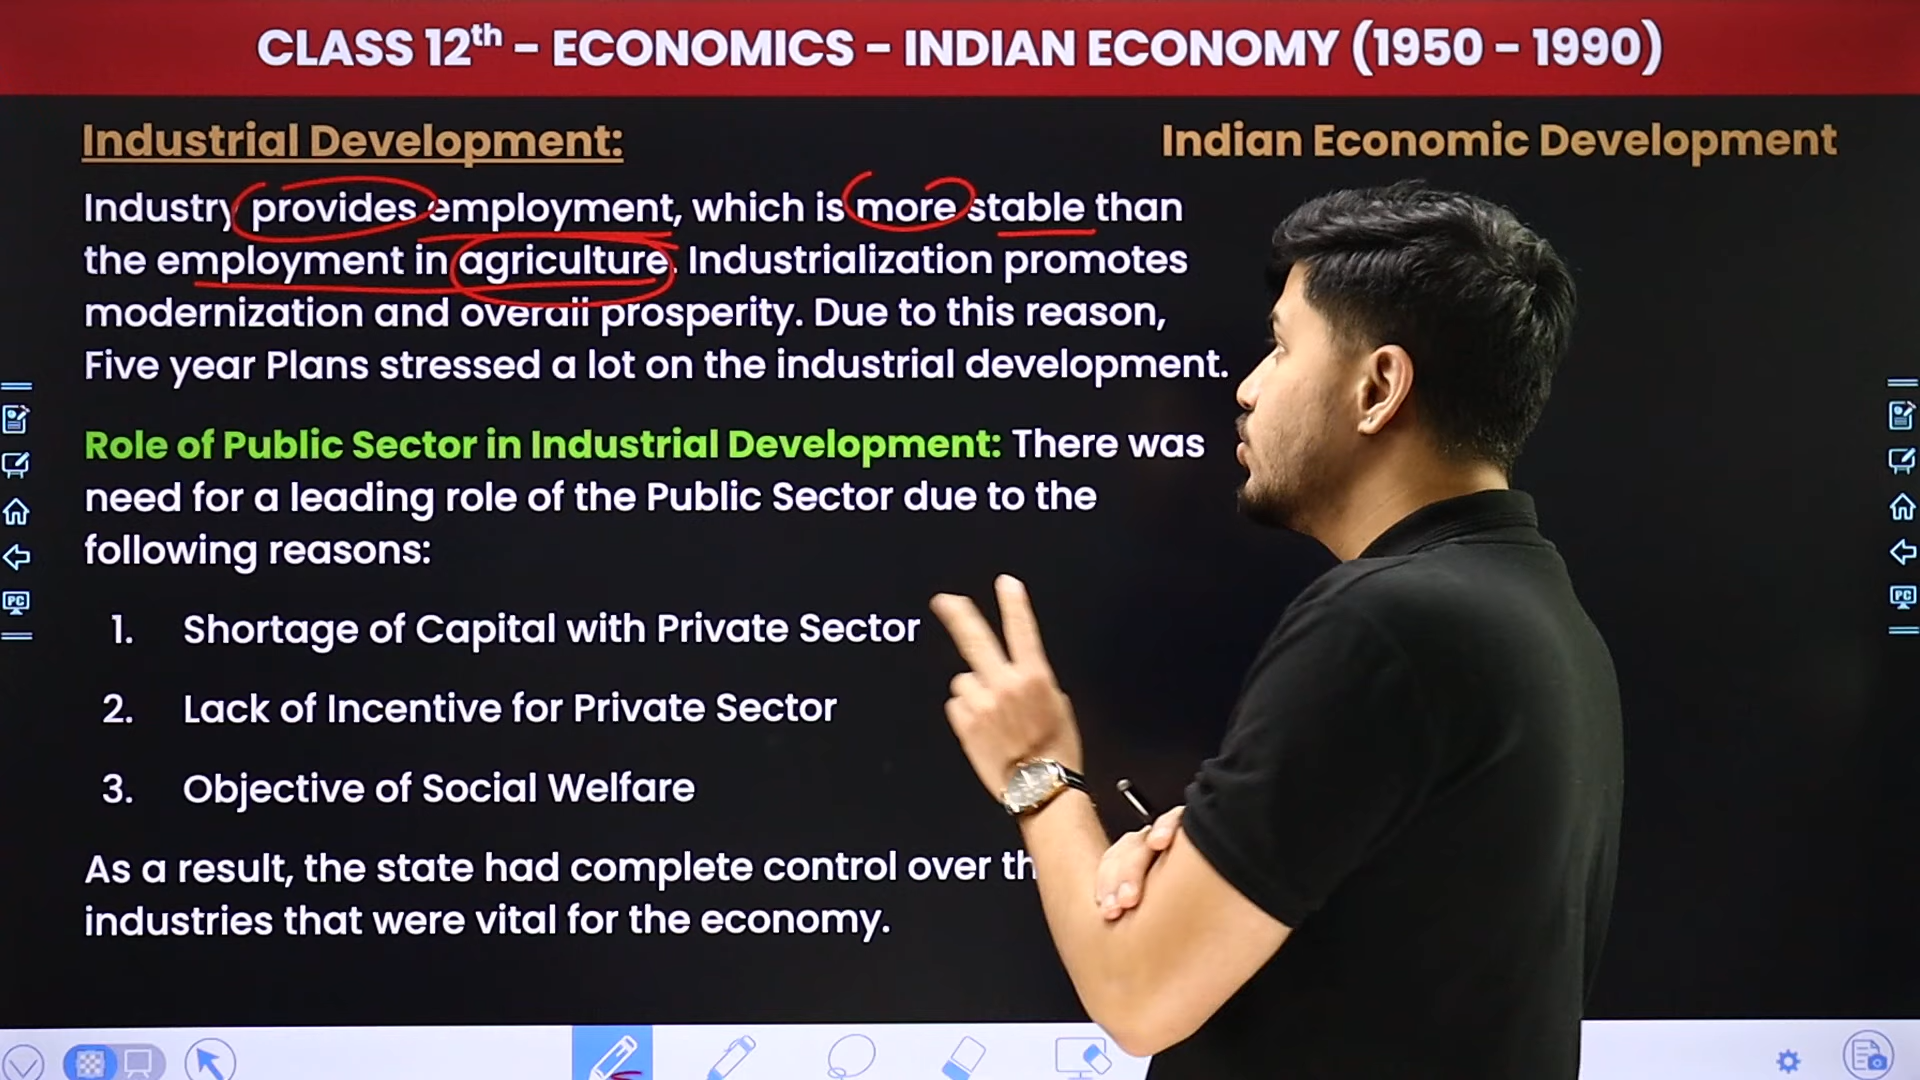 CLASS 12th - ECONOMICS - INDIAN ECONOMY (1950 - 1990)
Industrial Development:
Indian Economic Development
Industry provides employment, which is more stable than
the employment in agriculture. Industrialization promotes
modernization and overall prosperity. Due to this reason,
Five year Plans stressed a lot on the industrial development.
Role of Public Sector in Industrial Development: There was
need for a leading role of the Public Sector due to the
following reasons:
1. Shortage of Capital with Private Sector
2. Lack of Incentive for Private Sector
3. Objective of Social Welfare
As a result, the state had complete control over
industries that were vital for the economy.
PC
PC